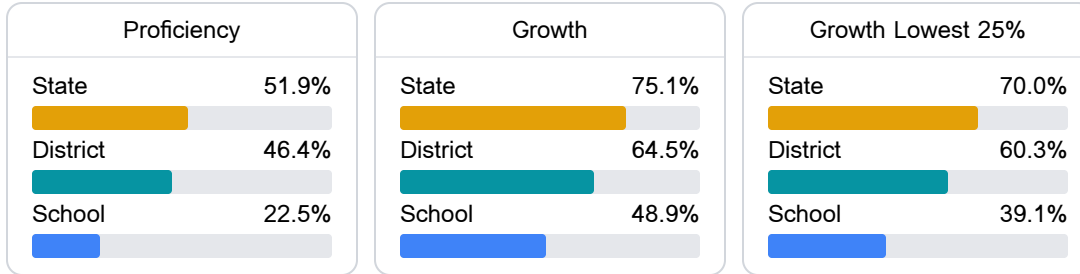 Proficiency
State 51.9%
District 46.4%
School 22.5%
Growth
State 75.1%
District 64.5%
School 48.9%
Growth Lowest 25%
State 70.0%
District 60.3%
School 39.1%